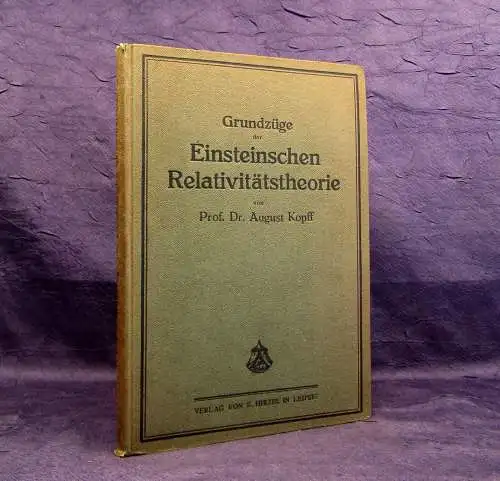 Grundzüge
der
Einsteinschen
Relativitätstheorie
von
Prof. Dr. August Kopff
VERLAG VON S. HIRZEL IN LEIPZIG